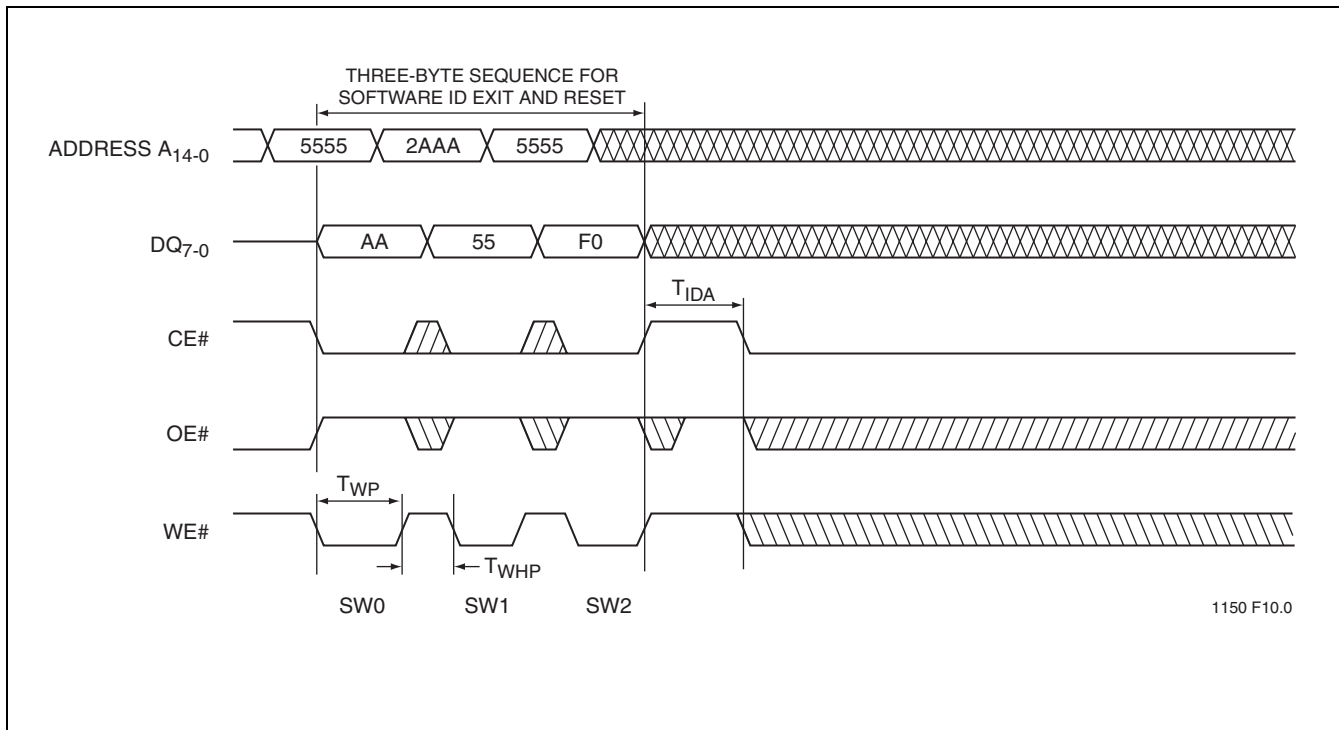 THREE-BYTE SEQUENCE FOR
SOFTWARE ID EXIT AND RESET
ADDRESS A14-0
5555
2AAA
5555
DQ7-0
AA
55
F0
TIDA
CE#
OE#
TWP
WE#
TWHP
SW0
SW1
SW2
1150 F10.0